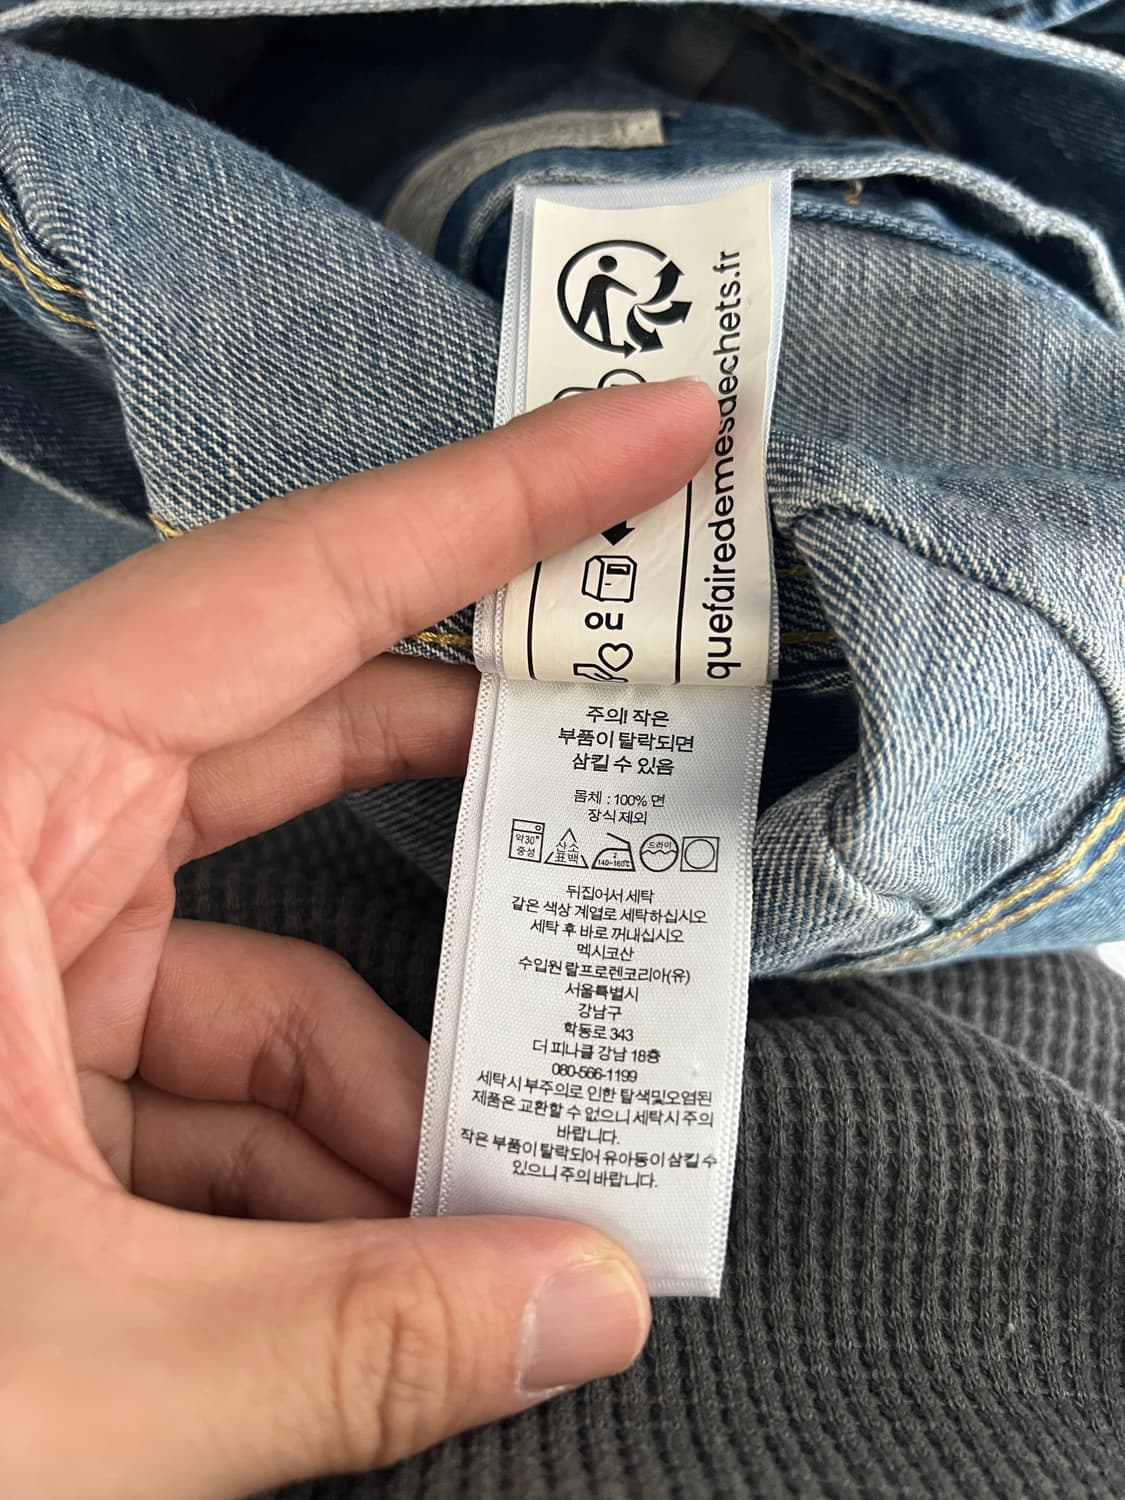 quefairedemesdechets.fr
OU
주의! 작은
부품이 탈락되면
삼킬 수 있음
몸체 : 100% 면
장식 제외
약30°
중성
산소
표백
2
140~160℃
드라이
뒤집어서 세탁
같은 색상 계열로 세탁하십시오
세탁 후 바로 꺼내십시오
멕시코산
수입원 랄프로렌코리아(유)
서울특별시
강남구
학동로 343
더 피나클 강남 18층
080-566-1199
세탁시 부주의로 인한 탈색및오염된
제품은 교환할 수 없으니 세탁시 주의
바랍니다.
작은 부품이 탈락되어 유아등이 삼킬 수
있으니 주의 바랍니다.